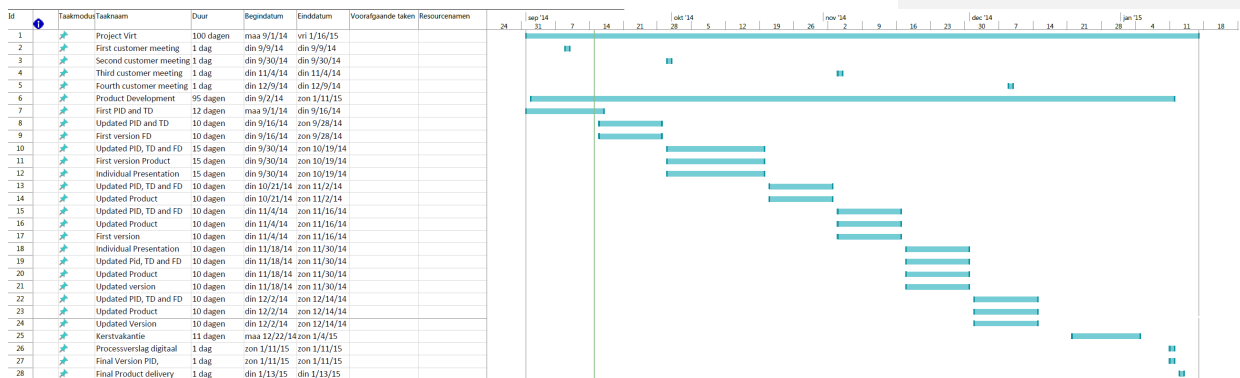 Id Taakmodus Taaknaam Duur Begindatum Einddatum Voorafgaande taken Resourcenamen
sep '14 okt '14 nov '14 dec '14 jan '15
24 31 7 14 21 28 5 12 19 26 2 9 16 23 30 7 14 21 28 4 11 18
1 Project Virt 100 dagen maa 9/1/14 vri 1/16/15
2 First customer meeting 1 dag din 9/9/14 din 9/9/14
3 Second customer meeting 1 dag din 9/30/14 din 9/30/14
4 Third customer meeting 1 dag din 11/4/14 din 11/4/14
5 Fourth customer meeting 1 dag din 12/9/14 din 12/9/14
6 Product Development 95 dagen din 9/2/14 zon 1/11/15
7 First PID and TD 12 dagen maa 9/1/14 din 9/16/14
8 Updated PID and TD 10 dagen din 9/16/14 zon 9/28/14
9 First version FD 10 dagen din 9/16/14 zon 9/28/14
10 Updated PID, TD and FD 15 dagen din 9/30/14 zon 10/19/14
11 First version Product 15 dagen din 9/30/14 zon 10/19/14
12 Individual Presentation 15 dagen din 9/30/14 zon 10/19/14
13 Updated PID, TD and FD 10 dagen din 10/21/14 zon 11/2/14
14 Updated Product 10 dagen din 10/21/14 zon 11/2/14
15 Updated PID, TD and FD 10 dagen din 11/4/14 zon 11/16/14
16 Updated Product 10 dagen din 11/4/14 zon 11/16/14
17 First version 10 dagen din 11/4/14 zon 11/16/14
18 Individual Presentation 10 dagen din 11/18/14 zon 11/30/14
19 Updated Pid, TD and FD 10 dagen din 11/18/14 zon 11/30/14
20 Updated Product 10 dagen din 11/18/14 zon 11/30/14
21 Updated version 10 dagen din 11/18/14 zon 11/30/14
22 Updated PID, TD and FD 10 dagen din 12/2/14 zon 12/14/14
23 Updated Product 10 dagen din 12/2/14 zon 12/14/14
24 Updated Version 10 dagen din 12/2/14 zon 12/14/14
25 Kerstvakantie 11 dagen maa 12/22/14 zon 1/4/15
26 Processverslag digitaal 1 dag zon 1/11/15 zon 1/11/15
27 Final Version PID, 1 dag zon 1/11/15 zon 1/11/15
28 Final Product delivery 1 dag din 1/13/15 din 1/13/15